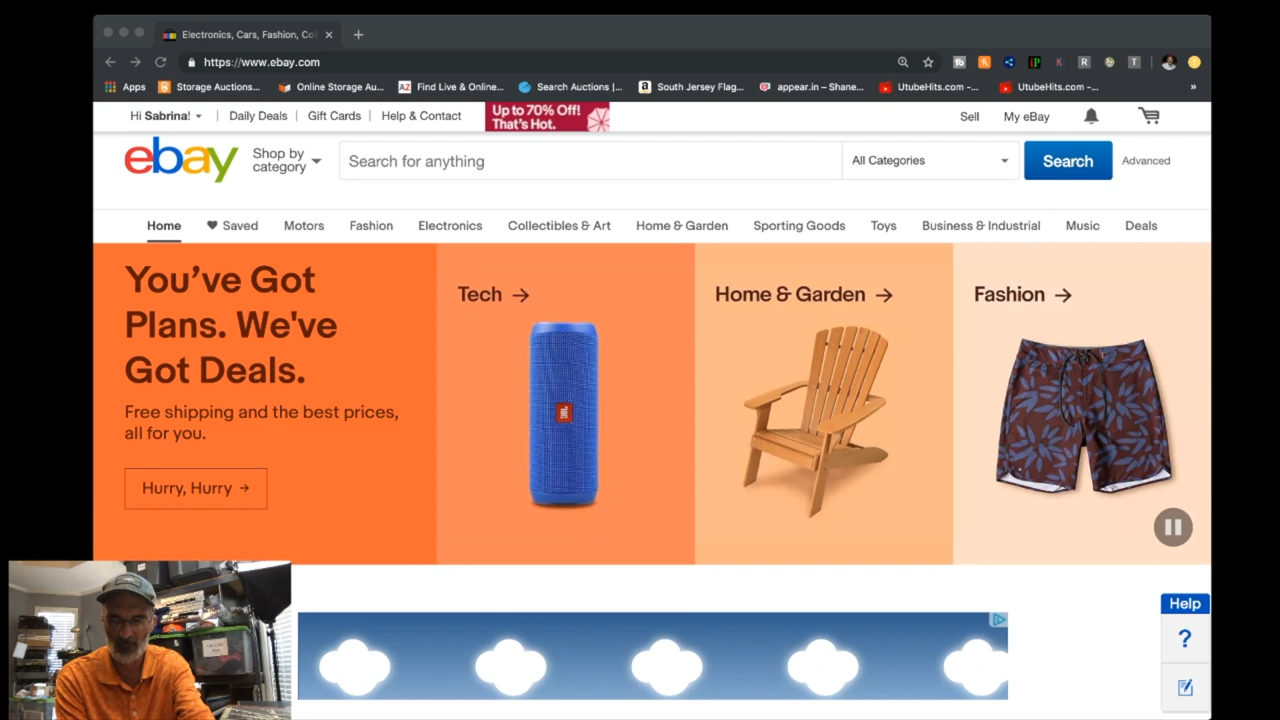 Electronics, Cars, Fashion, Co
https://www.ebay.com
Apps Storage Auctions... Online Storage Au... Find Live & Online... Search Auctions |... South Jersey Flag... appear.in – Shane... UtubeHits.com -... UtubeHits.com -... »
Hi Sabrina! Daily Deals Gift Cards Help & Contact
Up to 70% Off!
That's Hot.
Sell My eBay
ebay
Shop by
category
Search for anything
All Categories
Search
Advanced
Home Saved Motors Fashion Electronics Collectibles & Art Home & Garden Sporting Goods Toys Business & Industrial Music Deals
You've Got
Plans. We've
Got Deals.
Free shipping and the best prices,
all for you.
Hurry, Hurry →
Tech →
JBL
Home & Garden →
Fashion →
Help
?